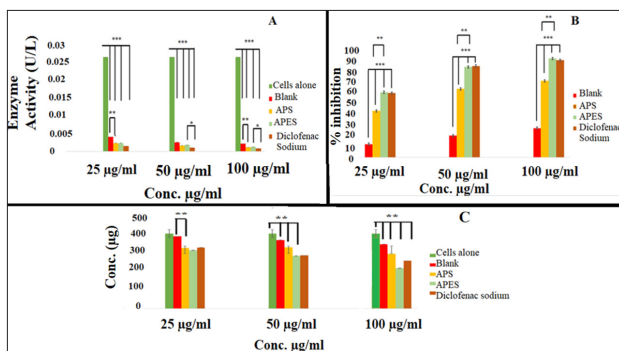 A
Enzyme
Activity (U/L)
0.03
0.025
0.02
0.015
0.01
0.005
0
***
***
***
**
*
**
*
Cells alone
Blank
APS
APES
Diclofenac
Sodium
25 µg/ml
50 µg/ml
100 µg/ml
Conc. µg/ml
B
% inhibition
100
90
80
70
60
50
40
30
20
10
0
**
***
**
***
**
***
Blank
APS
APES
Diclofenac
Sodium
25 µg/ml
50 µg/ml
100 µg/ml
Conc. µg/ml
C
Conc. (µg)
500
400
300
200
100
0
**
**
**
Cells alone
Blank
APS
APES
Diclofenac sodium
25 µg/ml
50 µg/ml
100 µg/ml
Conc. µg/ml